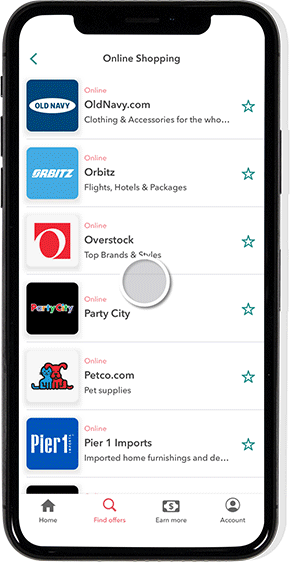 Online Shopping
OLD NAVY
Online
OldNavy.com
Clothing & Accessories for the who...
ORBITZ
Online
Orbitz
Flights, Hotels & Packages
Online
Overstock
Top Brands & Styles
PartyCity
Online
Party City
Online
Petco.com
Pet supplies
Pier 1
Online
Pier 1 Imports
Imported home furnishings and de...
Home
Find offers
Earn more
Account